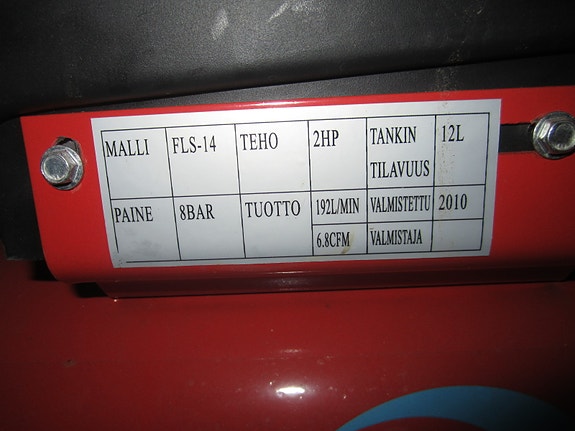 MALLI FLS-14 TEHO 2HP TANKIN 12L
TILAVUUS
PAINE 8BAR TUOTTO 192L/MIN VALMISTETTU 2010
6.8CFM VALMISTAJA